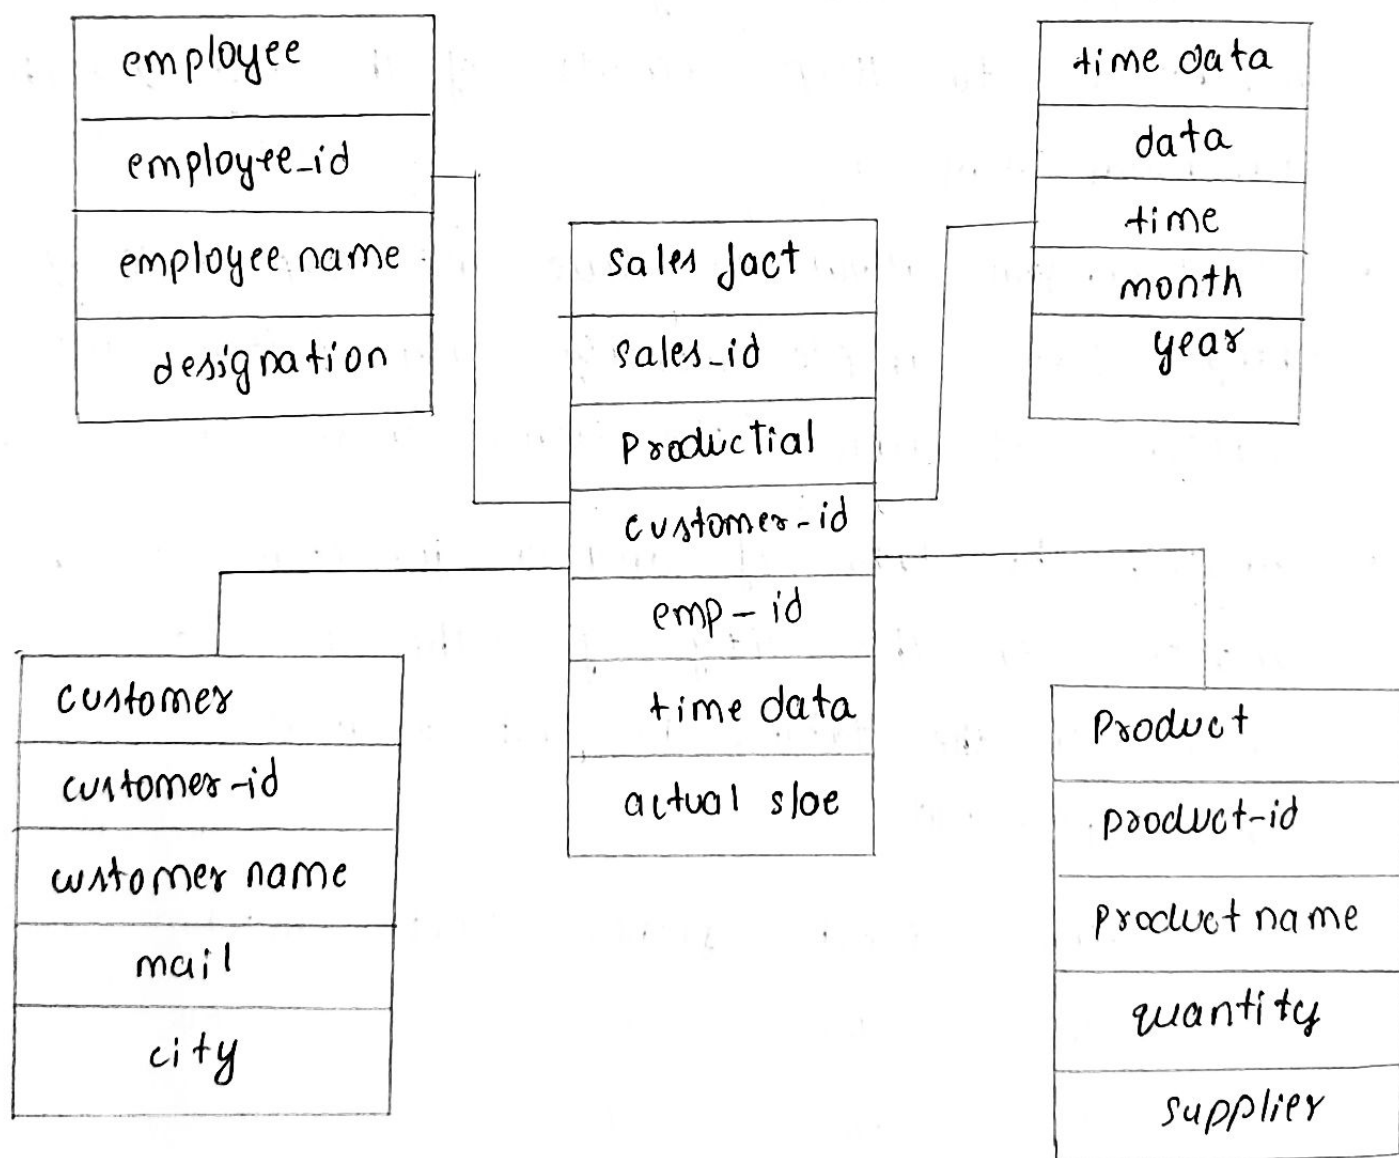 employee
employee_id
employee name
designation
time data
data
time
month
year
sales fact
sales_id
Productial
customer-id
emp-id
time data
actual sloe
customer
customer-id
customer name
mail
city
Product
product-id
product name
quantity
supplier